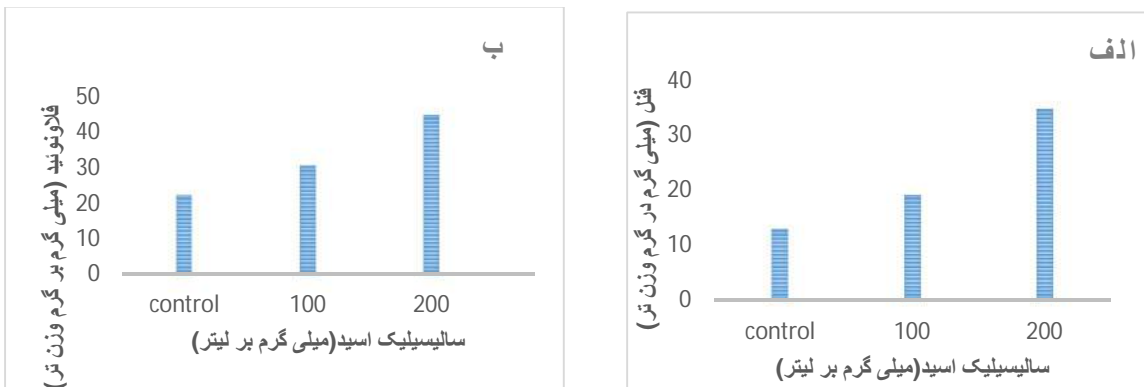 الف
فنل (میلی گرم در گرم وزن تر)
40
30
20
10
0
control 100 200
سالیسیلیک اسید(میلی گرم بر لیتر)
ب
فلاونوئید (میلی گرم بر گرم وزن تر)
50
40
30
20
10
0
control 100 200
سالیسیلیک اسید(میلی گرم بر لیتر)